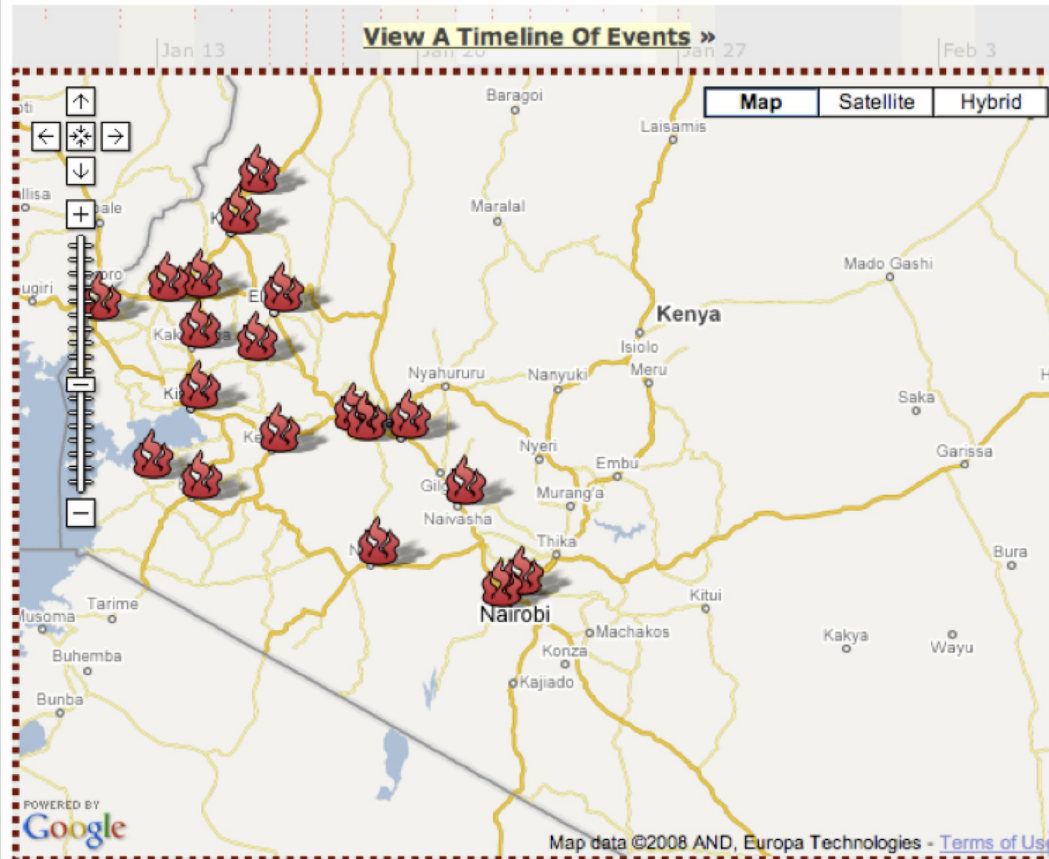 View A Timeline Of Events »
Jan 13
Jan 20
Jan 27
Feb 3
Map
Satellite
Hybrid
Baragoi
Laisamis
Maralal
Mado Gashi
Kenya
Isiolo
Nyahururu
Nanyuki
Meru
Saka
Nyeri
Embu
Garissa
Murang'a
Naivasha
Thika
Bura
Nairobi
Kitui
Tarime
Machakos
Kakya
Wayu
Buhemba
Konza
Kajiado
Bunba
POWERED BY
Google
Map data ©2008 AND, Europa Technologies - Terms of Use